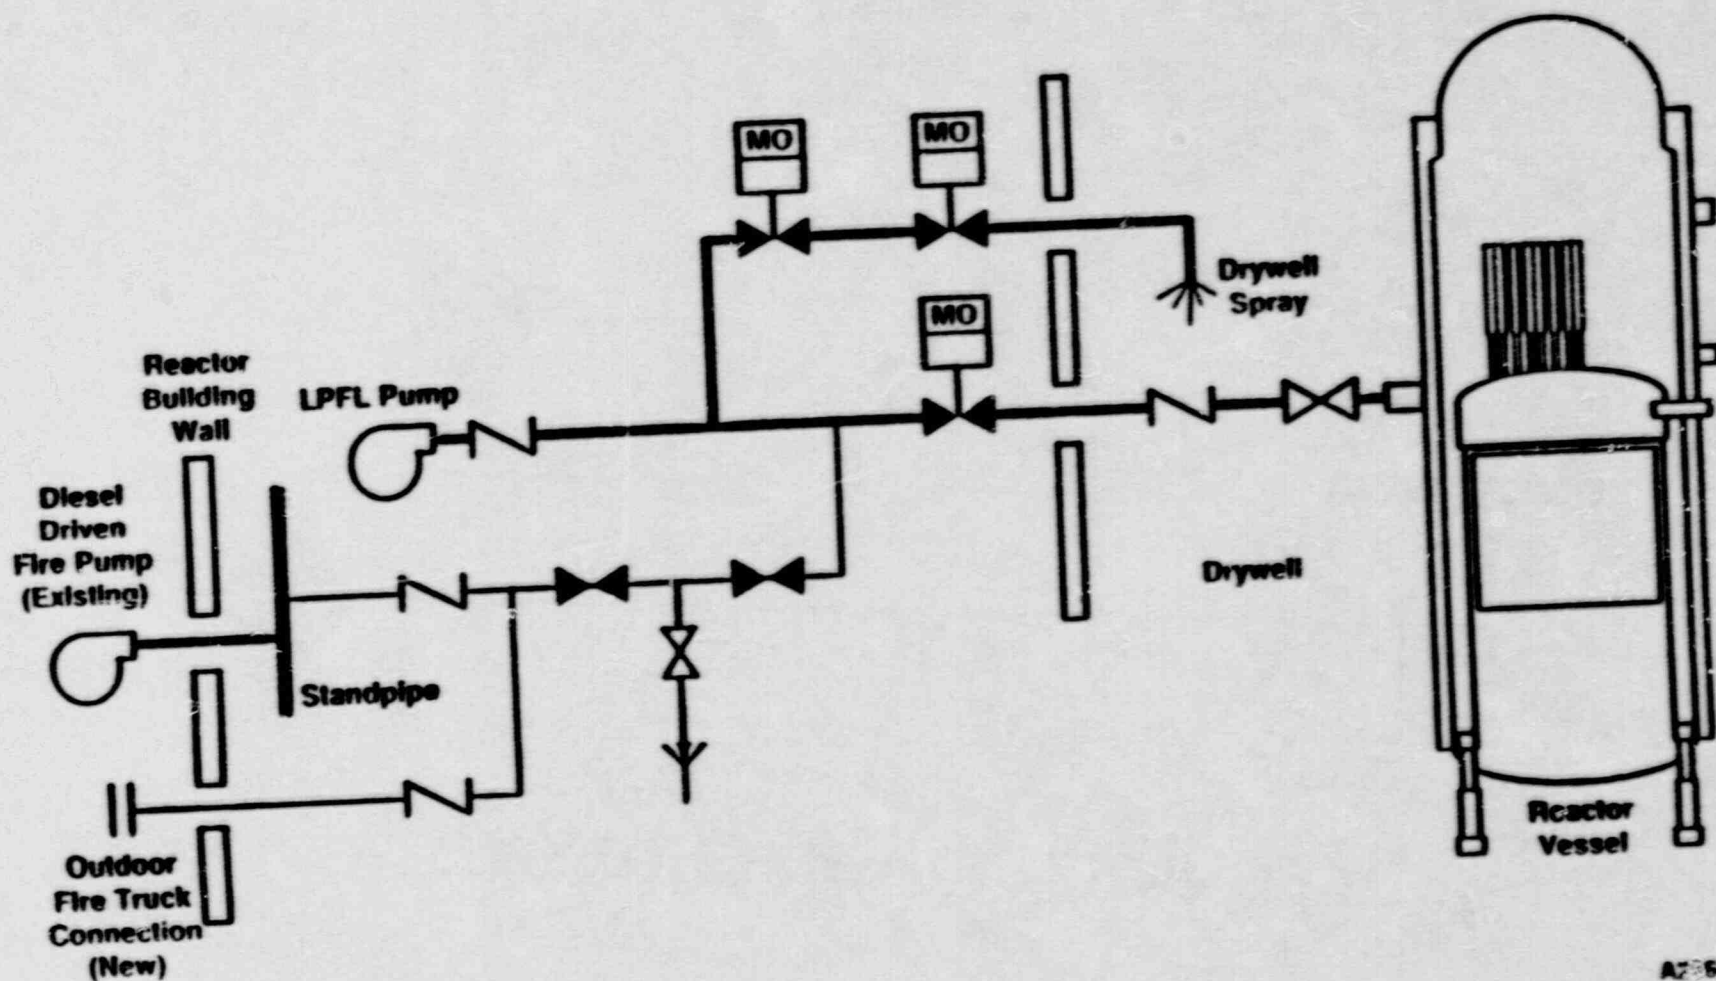 MO
MO
Drywell
Spray
MO
Reactor
Building
Wall
LPFL Pump
Diesel
Driven
Fire Pump
(Existing)
Drywell
Standpipe
Reactor
Vessel
Outdoor
Fire Truck
Connection
(New)